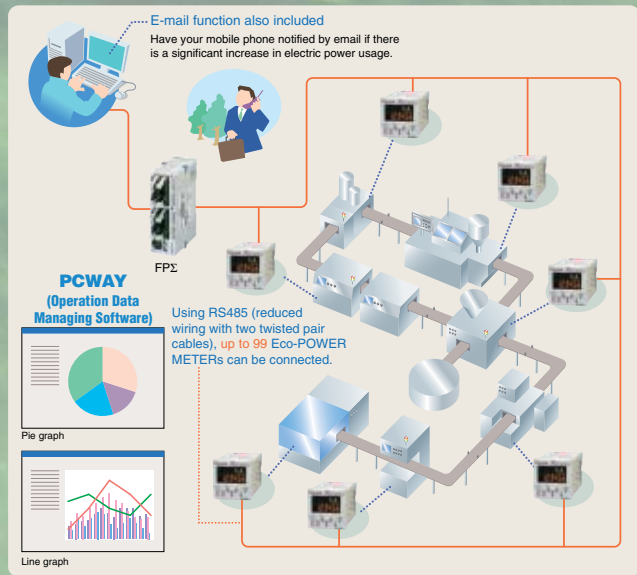 E-mail function also included
Have your mobile phone notified by email if there
is a significant increase in electric power usage.
FPΣ
PCWAY
(Operation Data
Managing Software)
Using RS485 (reduced
wiring with two twisted pair
cables), up to 99 Eco-POWER
METERs can be connected.
Pie graph
Line graph